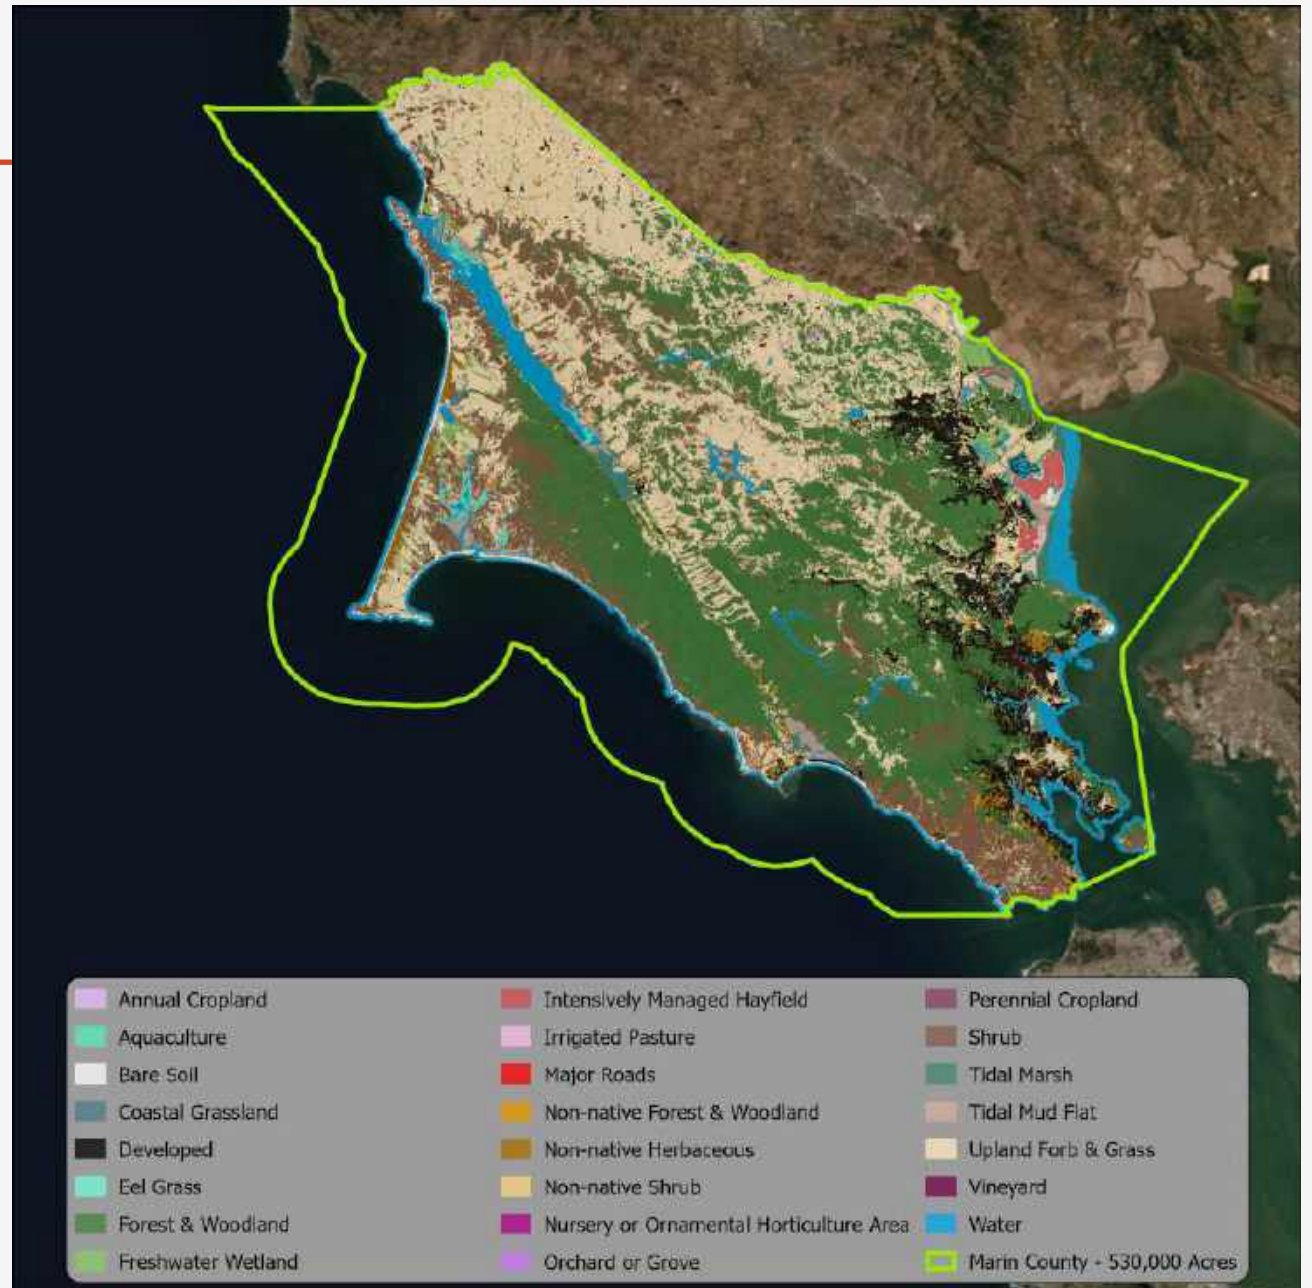 Annual Cropland
Aquaculture
Bare Soil
Coastal Grassland
Developed
Eel Grass
Forest & Woodland
Freshwater Wetland
Intensively Managed Hayfield
Irrigated Pasture
Major Roads
Non-native Forest & Woodland
Non-native Herbaceous
Non-native Shrub
Nursery or Ornamental Horticulture Area
Orchard or Grove
Perennial Cropland
Shrub
Tidal Marsh
Tidal Mud Flat
Upland Forb & Grass
Vineyard
Water
Marin County - 530,000 Acres